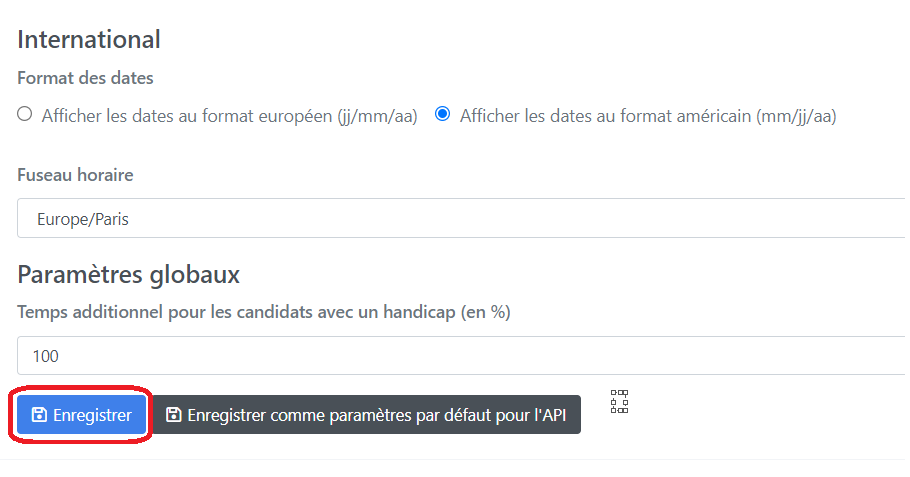 International
Format des dates
Afficher les dates au format européen (jj/mm/aa) Afficher les dates au format américain (mm/jj/aa)
Fuseau horaire
Europe/Paris
Paramètres globaux
Temps additionnel pour les candidats avec un handicap (en %)
100
Enregistrer Enregistrer comme paramètres par défaut pour l'API